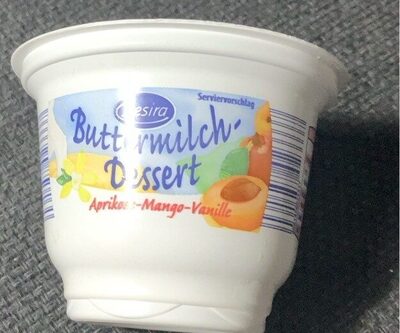 Desira
Serviervorschlag
Buttermilch-
Dessert
Aprikose-Mango-Vanille